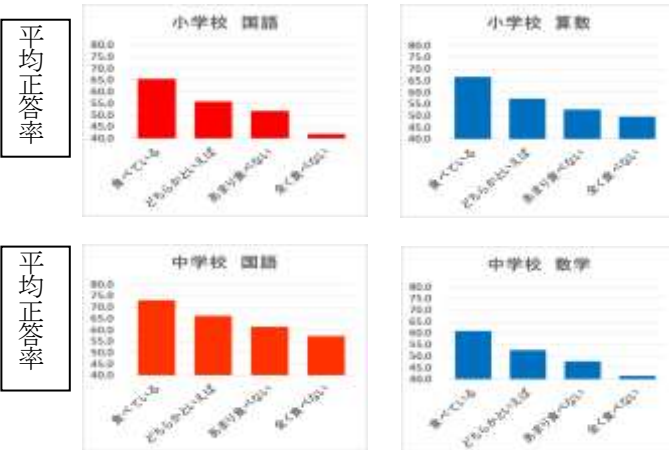 平均正答率
小学校 国語
80.0
75.0
70.0
65.0
60.0
55.0
50.0
45.0
40.0
食べている
どちらかといえば
あまり食べない
全く食べない
小学校 算数
80.0
75.0
70.0
65.0
60.0
55.0
50.0
45.0
40.0
食べている
どちらかといえば
あまり食べない
全く食べない
平均正答率
中学校 国語
80.0
75.0
70.0
65.0
60.0
55.0
50.0
45.0
40.0
食べている
どちらかといえば
あまり食べない
全く食べない
中学校 数学
80.0
75.0
70.0
65.0
60.0
55.0
50.0
45.0
40.0
食べている
どちらかといえば
あまり食べない
全く食べない